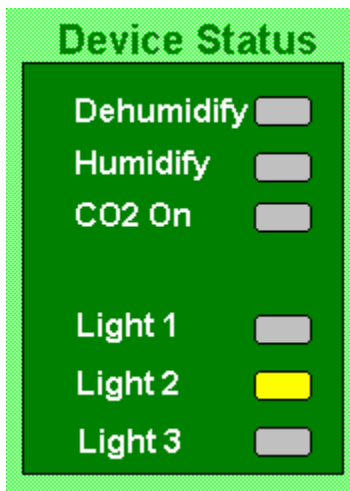 Device Status
Dehumidify
Humidify
CO2 On
Light 1
Light 2
Light 3